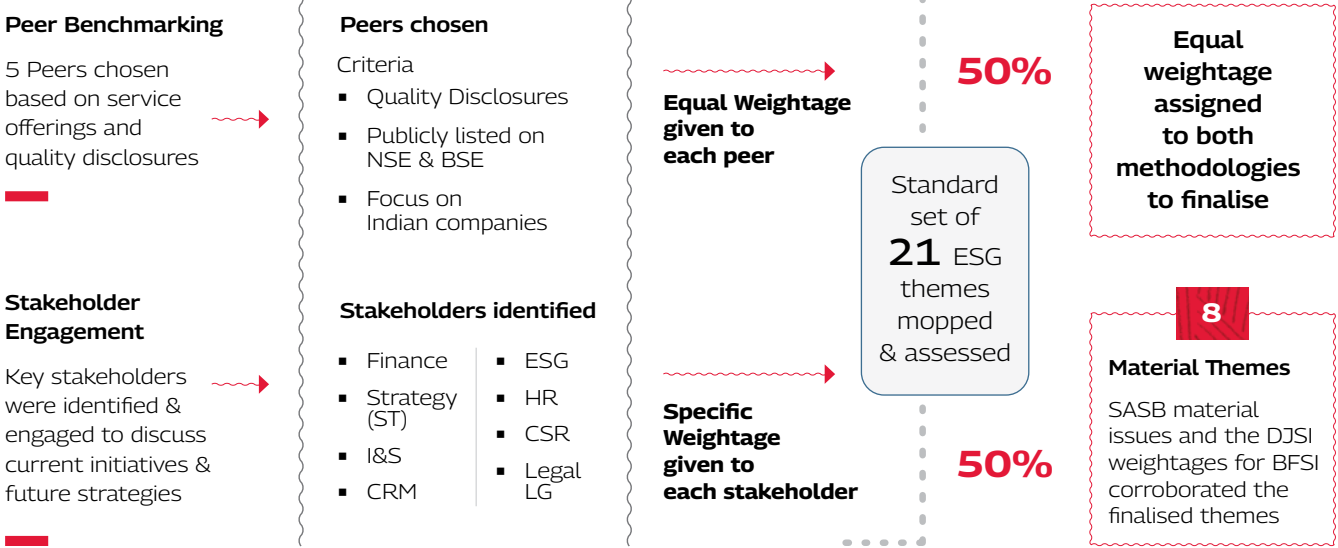 Peer Benchmarking
5 Peers chosen
based on service
offerings and
quality disclosures
Peers chosen
Criteria
▪ Quality Disclosures
▪ Publicly listed on
NSE & BSE
▪ Focus on
Indian companies
Equal Weightage
given to
each peer
50%
Equal
weightage
assigned
to both
methodologies
to finalise
Standard
set of
21 ESG
themes
mopped
& assessed
Stakeholder
Engagement
Key stakeholders
were identified &
engaged to discuss
current initiatives &
future strategies
Stakeholders identified
▪ Finance
▪ Strategy
(ST)
▪ I&S
▪ CRM
▪ ESG
▪ HR
▪ CSR
▪ Legal
LG
Specific
Weightage
given to
each stakeholder
50%
8
Material Themes
SASB material
issues and the DJSI
weightages for BFSI
corroborated the
finalised themes